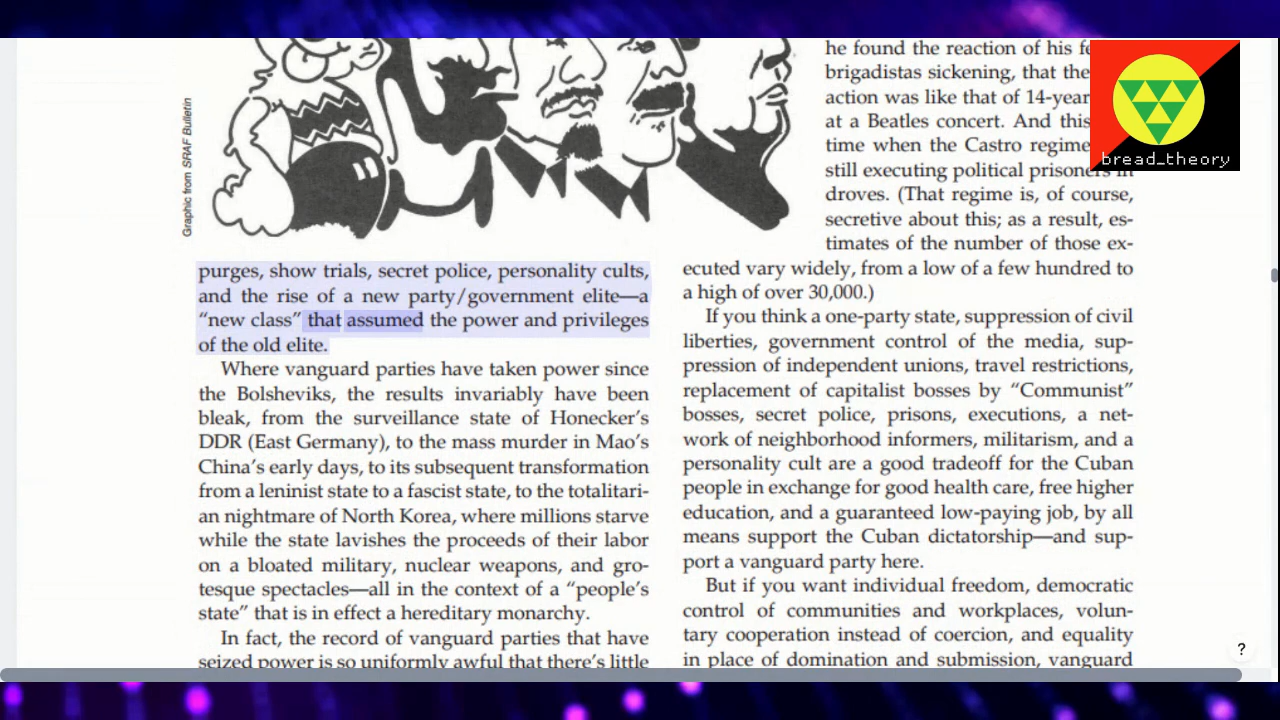 Graphic from SRAF Bulletin
purges, show trials, secret police, personality cults,
and the rise of a new party/government elite—a
“new class” that assumed the power and privileges
of the old elite.
Where vanguard parties have taken power since
the Bolsheviks, the results invariably have been
bleak, from the surveillance state of Honecker’s
DDR (East Germany), to the mass murder in Mao’s
China’s early days, to its subsequent transformation
from a leninist state to a fascist state, to the totalitari-
an nightmare of North Korea, where millions starve
while the state lavishes the proceeds of their labor
on a bloated military, nuclear weapons, and gro-
tesque spectacles—all in the context of a “people’s
state” that is in effect a hereditary monarchy.
In fact, the record of vanguard parties that have
seized power is so uniformly awful that there’s little
he found the reaction of his
brigadistas sickening, that
action was like that of 14-year
at a Beatles concert. And this
time when the Castro regime
still executing political prisoners in
droves. (That regime is, of course,
secretive about this; as a result, es-
timates of the number of those ex-
ecuted vary widely, from a low of a few hundred to
a high of over 30,000.)
If you think a one-party state, suppression of civil
liberties, government control of the media, sup-
pression of independent unions, travel restrictions,
replacement of capitalist bosses by “Communist”
bosses, secret police, prisons, executions, a net-
work of neighborhood informers, militarism, and a
personality cult are a good tradeoff for the Cuban
people in exchange for good health care, free higher
education, and a guaranteed low-paying job, by all
means support the Cuban dictatorship—and sup-
port a vanguard party here.
But if you want individual freedom, democratic
control of communities and workplaces, volun-
tary cooperation instead of coercion, and equality
in place of domination and submission, vanguard
bread_theory
?